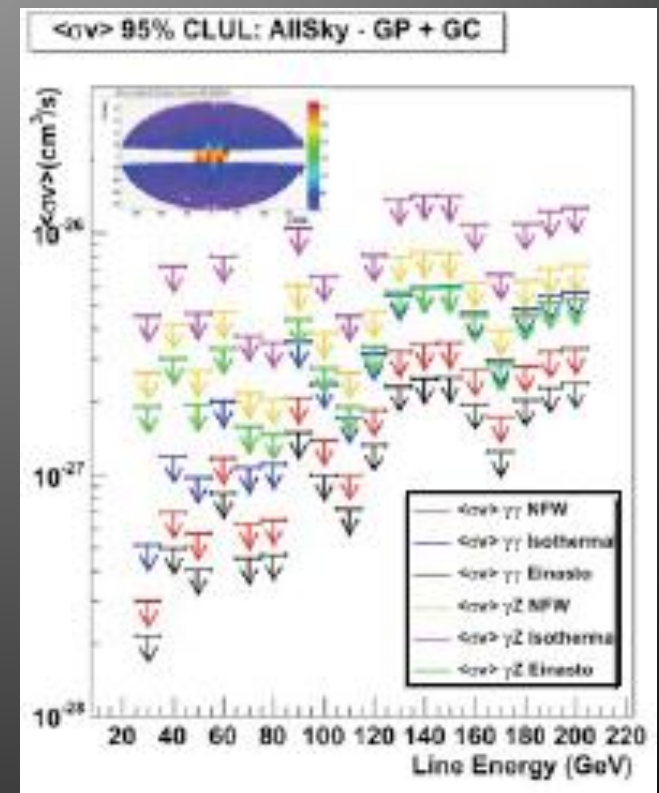 <σv> 95% CLUL: AllSky - GP + GC
<σv>(cm³/s)
10⁻²⁶
10⁻²⁷
10⁻²⁸
20 40 60 80 100 120 140 160 180 200 220
Line Energy (GeV)
<σv> γγ NFW
<σv> γγ Isotherma
<σv> γγ Einasto
<σv> γZ NFW
<σv> γZ Isotherma
<σv> γZ Einasto